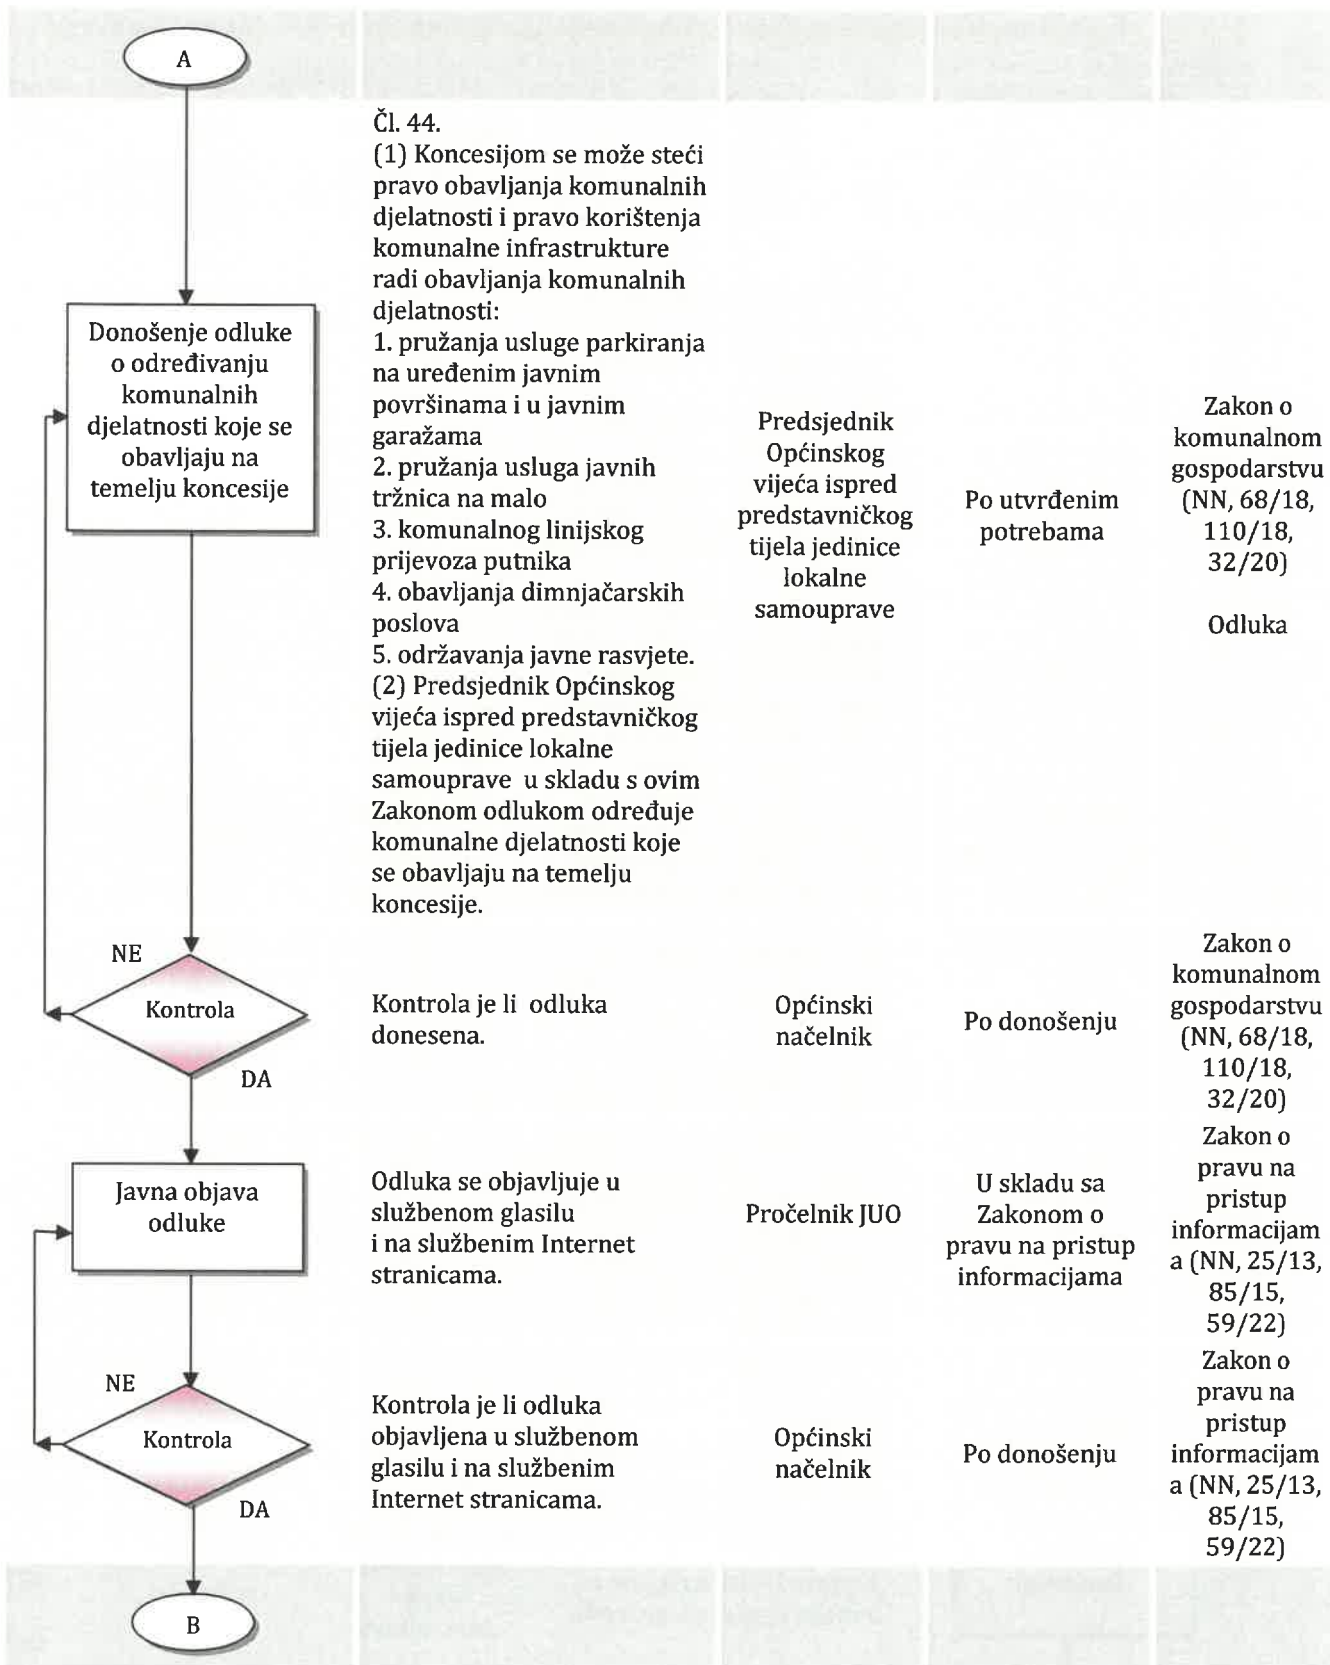 A
Čl. 44.
(1) Koncesijom se može steći
pravo obavljanja komunalnih
djelatnosti i pravo korištenja
komunalne infrastrukture
radi obavljanja komunalnih
djelatnosti:
1. pružanja usluge parkiranja
na uređenim javnim
površinama i u javnim
garažama
2. pružanja usluga javnih
tržnica na malo
3. komunalnog linijskog
prijevoza putnika
4. obavljanja dimnjačarskih
poslova
5. održavanja javne rasvjete.
(2) Predsjednik Općinskog
vijeća ispred predstavničkog
tijela jedinice lokalne
samouprave u skladu s ovim
Zakonom odlukom određuje
komunalne djelatnosti koje
se obavljaju na temelju
koncesije.
Donošenje odluke
o određivanju
komunalnih
djelatnosti koje se
obavljaju na
temelju koncesije
Predsjednik
Općinskog
vijeća ispred
predstavničkog
tijela jedinice
lokalne
samouprave
Po utvrđenim
potrebama
Zakon o
komunalnom
gospodarstvu
(NN, 68/18,
110/18,
32/20)
Odluka
NE
Kontrola
DA
Kontrola je li odluka
donesena.
Općinski
načelnik
Po donošenju
Zakon o
komunalnom
gospodarstvu
(NN, 68/18,
110/18,
32/20)
Javna objava
odluke
Odluka se objavljuje u
službenom glasilu
i na službenim Internet
stranicama.
Pročelnik JUO
U skladu sa
Zakonom o
pravu na pristup
informacijama
Zakon o
pravu na
pristup
informacijam
a (NN, 25/13,
85/15,
59/22)
NE
Kontrola
DA
Kontrola je li odluka
objavljena u službenom
glasilu i na službenim
Internet stranicama.
Općinski
načelnik
Po donošenju
Zakon o
pravu na
pristup
informacijam
a (NN, 25/13,
85/15,
59/22)
B